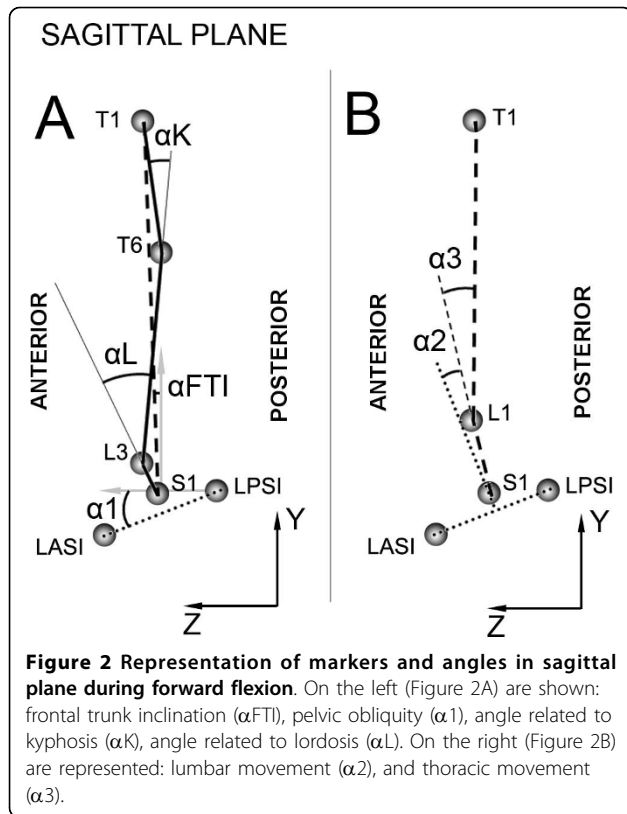 SAGITTAL PLANE
A
T1
αK
T6
ANTERIOR
POSTERIOR
αL
αFTI
L3
S1
LPSI
α1
LASI
Y
Z
B
T1
α3
α2
ANTERIOR
POSTERIOR
L1
S1
LPSI
LASI
Y
Z
Figure 2 Representation of markers and angles in sagittal
plane during forward flexion. On the left (Figure 2A) are shown:
frontal trunk inclination (αFTI), pelvic obliquity (α1), angle related to
kyphosis (αK), angle related to lordosis (αL). On the right (Figure 2B)
are represented: lumbar movement (α2), and thoracic movement
(α3).